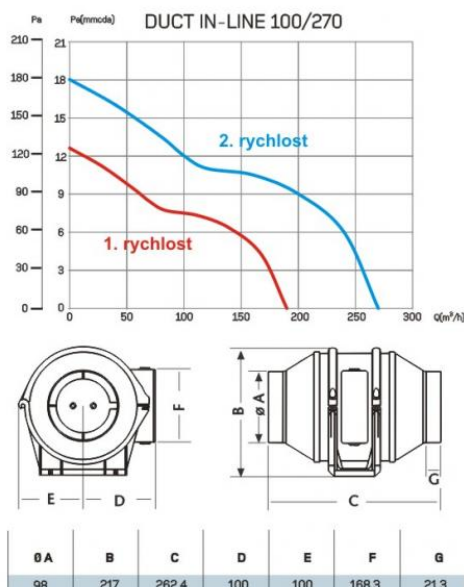 Pa Pa(mmcda) DUCT IN-LINE 100/270
210 21
180 18
150 15
120 12
90 9
60 6
30 3
0 0
2. rychlost
1. rychlost
0 50 100 150 200 250 300 Q(m³/h)
B ø A F
E D
C G
Ø A B C D E F G
98 217 262,4 100 100 168,3 21,3